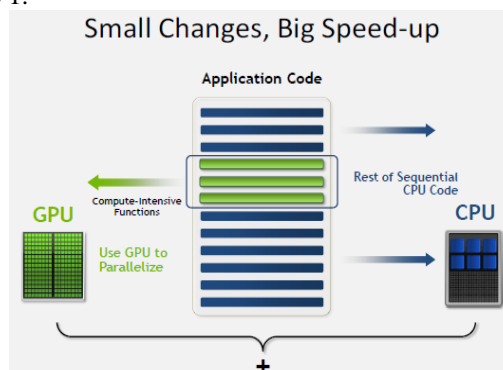 Small Changes, Big Speed-up
Application Code
Rest of Sequential
CPU Code
Compute-Intensive
Functions
GPU
CPU
Use GPU to
Parallelize
+